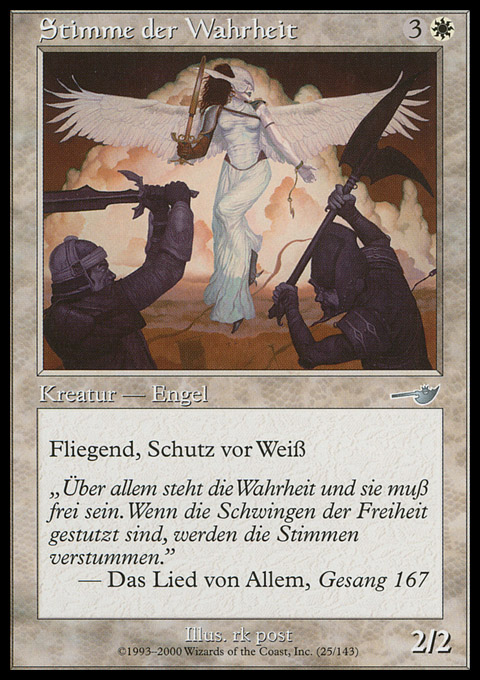 Stimme der Wahrheit 3
Kreatur — Engel
Fliegend, Schutz vor Weiß
„Über allem steht die Wahrheit und sie muß
frei sein. Wenn die Schwingen der Freiheit
gestutzt sind, werden die Stimmen
verstummen.”
— Das Lied von Allem, Gesang 167
Illus. rk post
©1993–2000 Wizards of the Coast, Inc. (25/143)
2/2